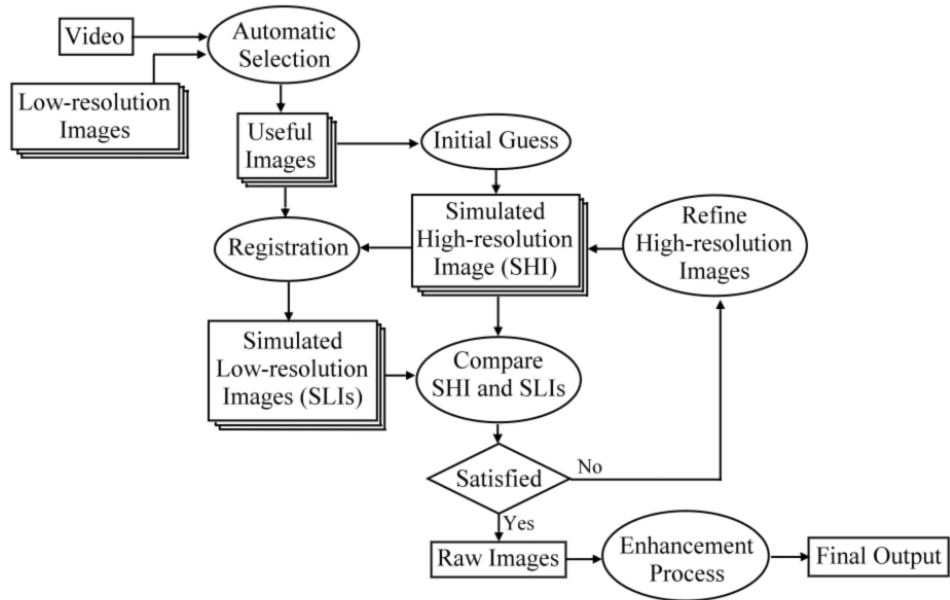 Video
Automatic
Selection
Low-resolution
Images
Useful
Images
Initial Guess
Simulated
High-resolution
Image (SHI)
Refine
High-resolution
Images
Registration
Simulated
Low-resolution
Images (SLIs)
Compare
SHI and SLIs
Satisfied
No
Yes
Raw Images
Enhancement
Process
Final Output